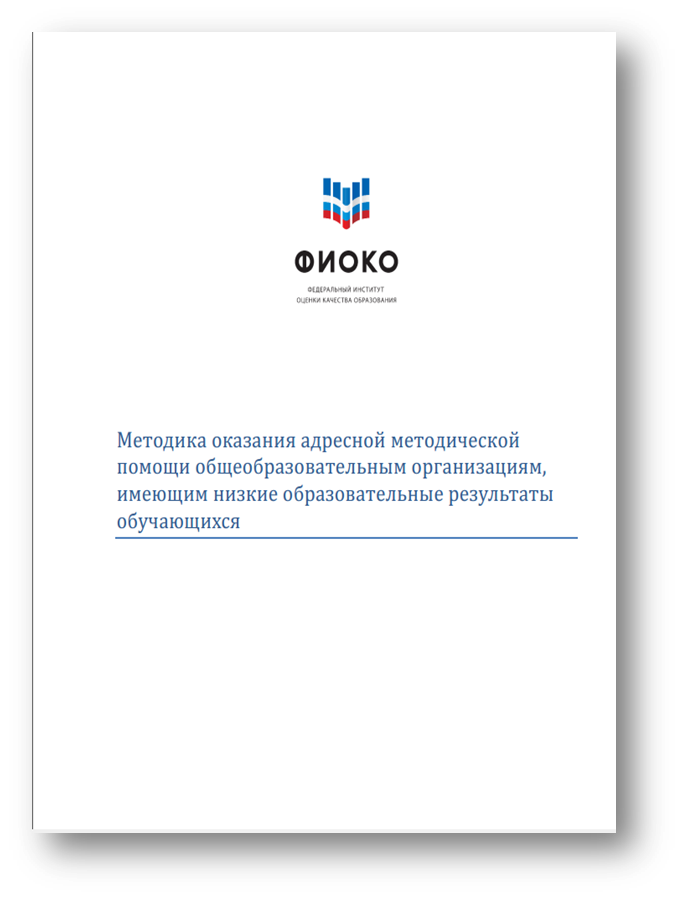 ФИОКО
ФЕДЕРАЛЬНЫЙ ИНСТИТУТ
ОЦЕНКИ КАЧЕСТВА ОБРАЗОВАНИЯ
Методика оказания адресной методической
помощи общеобразовательным организациям,
имеющим низкие образовательные результаты
обучающихся